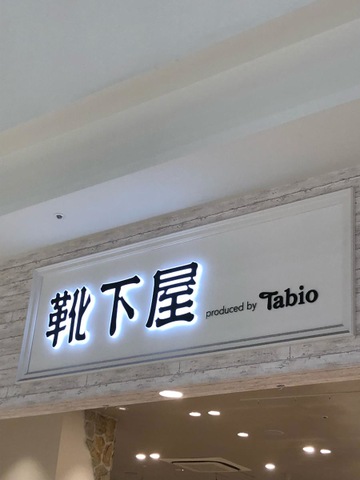 靴下屋 produced by Tabio